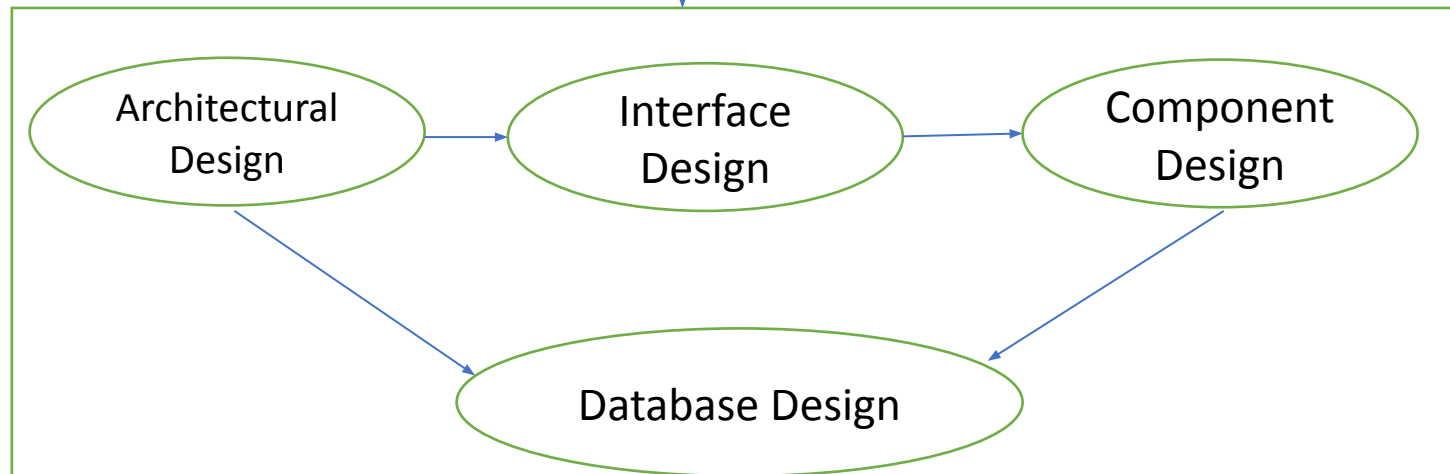 Architectural
Design
Interface
Design
Component
Design
Database Design